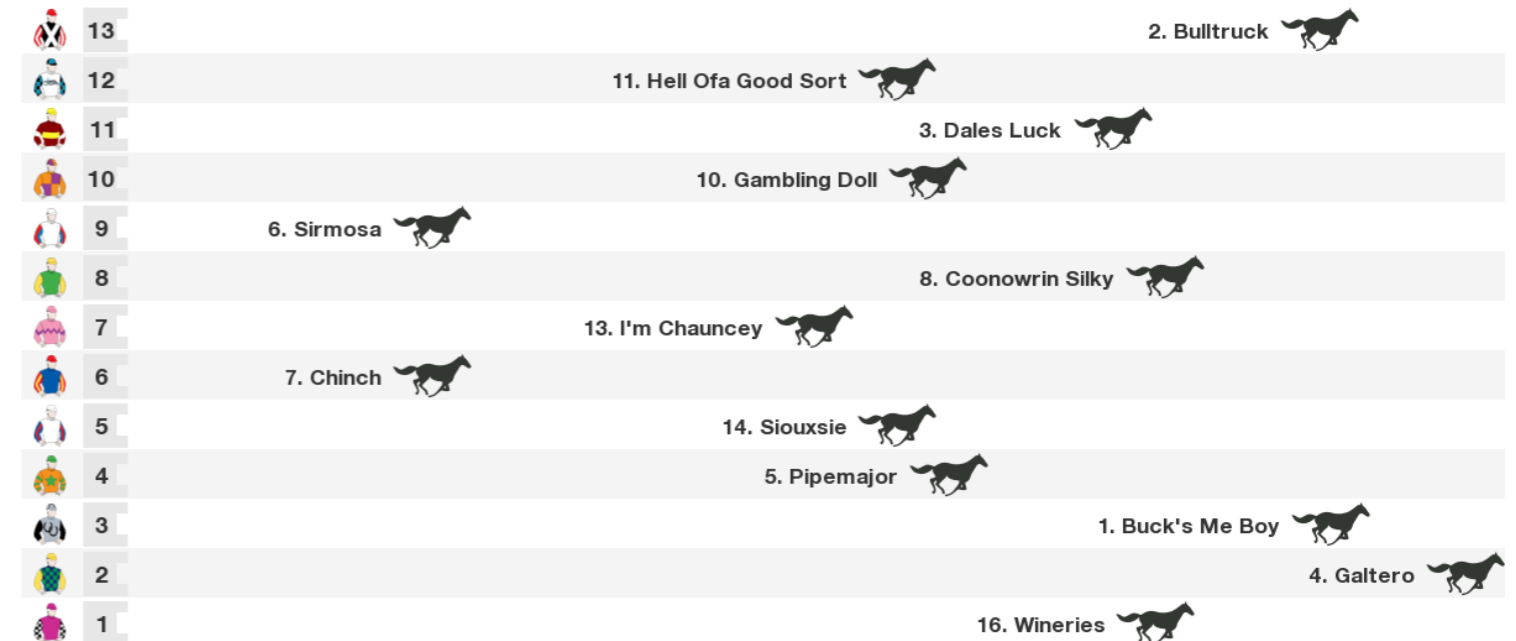 13 2. Bulltruck
12 11. Hell Ofa Good Sort
11 3. Dales Luck
10 10. Gambling Doll
9 6. Sirmosa
8 8. Coonowrin Silky
7 13. I'm Chauncey
6 7. Chinch
5 14. Siouxsie
4 5. Pipemajor
3 1. Buck's Me Boy
2 4. Galtero
1 16. Wineries